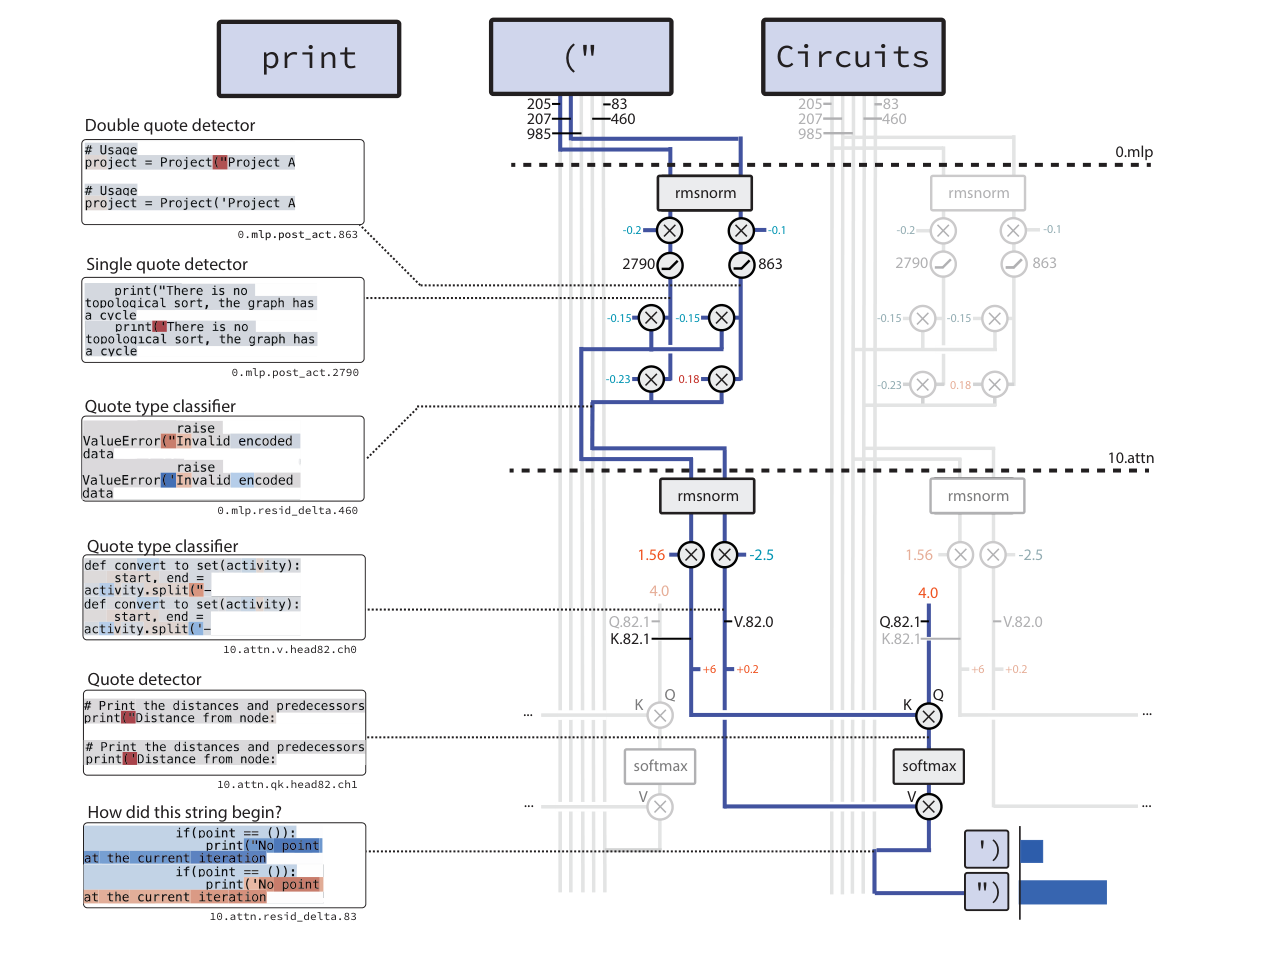 print
("
Circuits
205
83
207
460
985
205
83
207
460
985
0.mlp
Double quote detector
# Usage
project = Project("Project A
# Usage
project = Project('Project A
0.mlp.post_act.863
rmsnorm
rmsnorm
-0.2
-0.1
-0.2
-0.1
2790
863
2790
863
Single quote detector
print("There is no
topological sort, the graph has
a cycle
print('There is no
topological sort, the graph has
a cycle
0.mlp.post_act.2790
-0.15
-0.15
-0.15
-0.15
-0.23
0.18
-0.23
0.18
Quote type classifier
raise
ValueError("Invalid encoded
data
raise
ValueError('Invalid encoded
data
0.mlp.resid_delta.460
10.attn
rmsnorm
rmsnorm
1.56
-2.5
1.56
-2.5
Quote type classifier
def convert to set(activity):
start, end =
activity.split("—
def convert to set(activity):
start, end =
activity.split('—
10.attn.v.head82.ch0
4.0
4.0
Q.82.1
V.82.0
Q.82.1
V.82.0
K.82.1
K.82.1
+6
+0.2
+6
+0.2
Quote detector
# Print the distances and predecessors
print("Distance from node:
# Print the distances and predecessors
print('Distance from node:
10.attn.qk.head82.ch1
K
Q
K
Q
...
...
softmax
softmax
V
V
...
...
How did this string begin?
if(point == ()):
print("No point
at the current iteration
if(point == ()):
print('No point
at the current iteration
10.attn.resid_delta.83
')
")